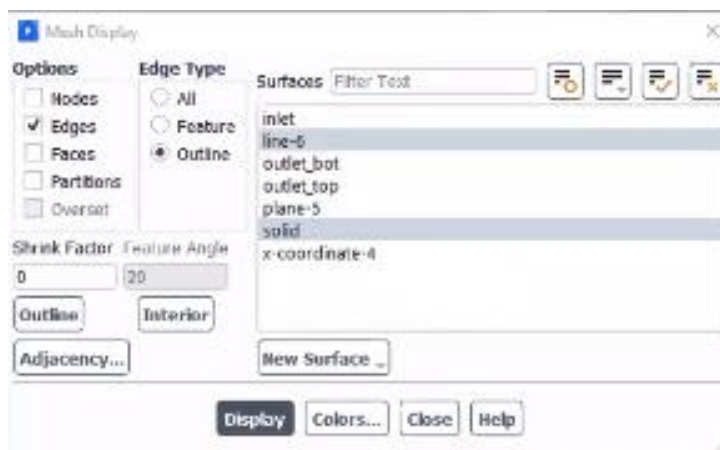 Mesh Display
Options
Nodes
Edges
Faces
Partitions
Overset
Edge Type
All
Feature
Outline
Shrink Factor
0
Feature Angle
20
Outline
Interior
Adjacency...
Surfaces
Filter Text
inlet
line-6
outlet_bot
outlet_top
plane-5
solid
x-coordinate-4
New Surface
Display
Colors...
Close
Help